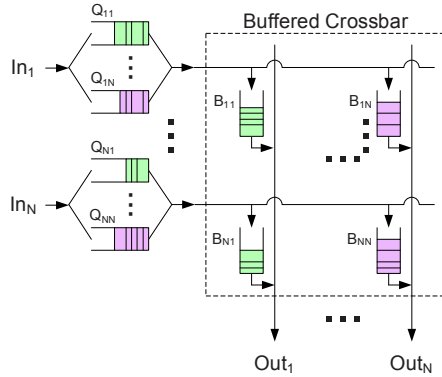 Buffered Crossbar
Q11
In1
Q1N
B11
B1N
QN1
InN
QNN
BN1
BNN
Out1
OutN